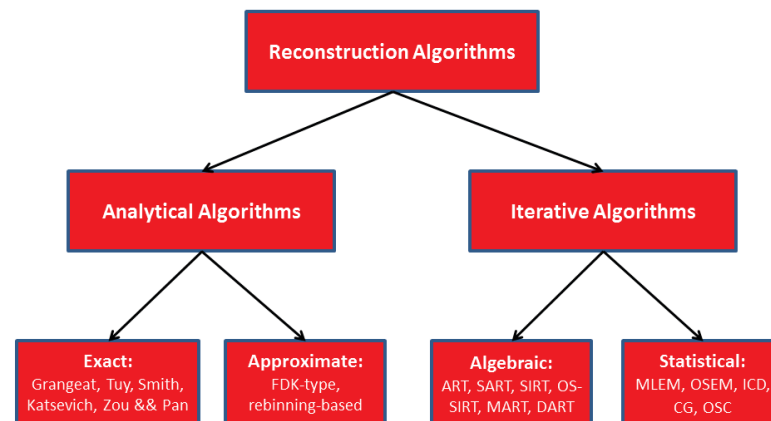 Reconstruction Algorithms
Analytical Algorithms
Iterative Algorithms
Exact:
Grangeat, Tuy, Smith,
Katsevich, Zou && Pan
Approximate:
FDK-type,
rebinning-based
Algebraic:
ART, SART, SIRT, OS-
SIRT, MART, DART
Statistical:
MLEM, OSEM, ICD,
CG, OSC